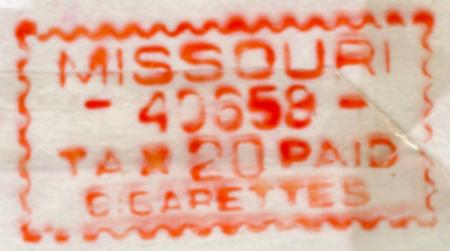 MISSOURI
- 40658 -
TAX 20 PAID
CIGARETTES